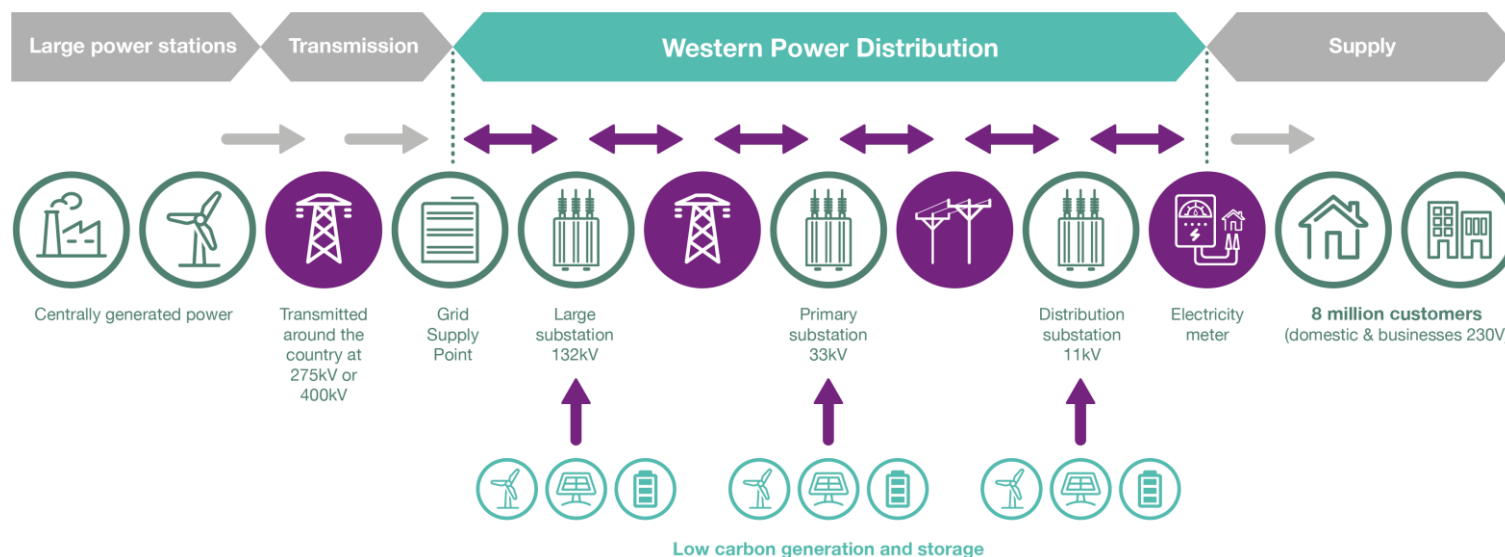 Large power stations
Transmission
Western Power Distribution
Supply
Centrally generated power
Transmitted
around the
country at
275kV or
400kV
Grid
Supply
Point
Large
substation
132kV
Primary
substation
33kV
Distribution
substation
11kV
Electricity
meter
8 million customers
(domestic & businesses 230V)
Low carbon generation and storage